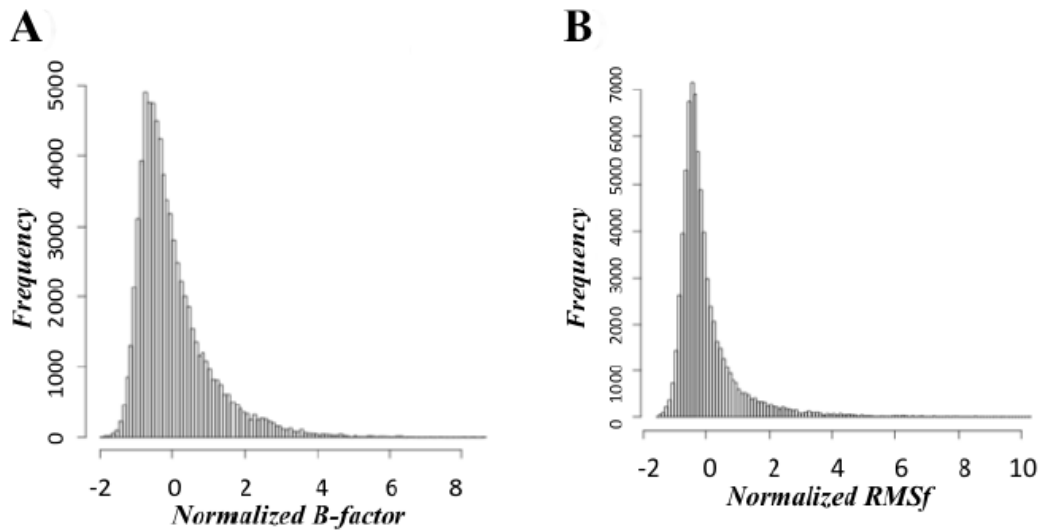 A
B
5000
4000
3000
2000
1000
0
Frequency
-2 0 2 4 6 8
Normalized B-factor
7000
6000
5000
4000
3000
2000
1000
0
Frequency
-2 0 2 4 6 8 10
Normalized RMSf